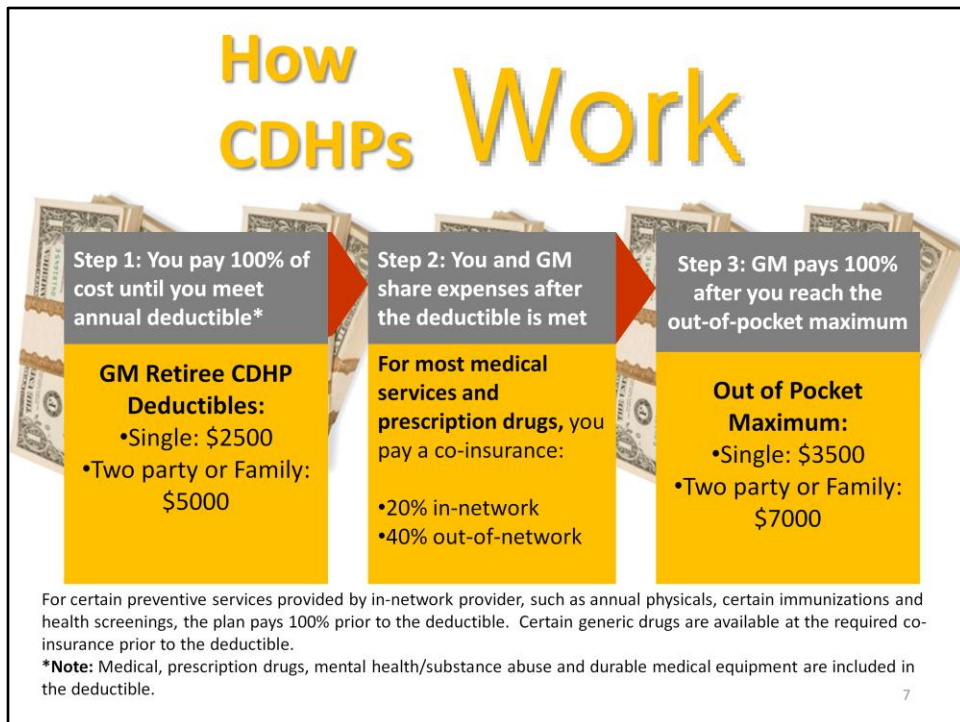 How
CDHPs
Work
Step 1: You pay 100% of
cost until you meet
annual deductible*
GM Retiree CDHP
Deductibles:
•Single: $2500
•Two party or Family:
$5000
Step 2: You and GM
share expenses after
the deductible is met
For most medical
services and
prescription drugs, you
pay a co-insurance:
•20% in-network
•40% out-of-network
Step 3: GM pays 100%
after you reach the
out-of-pocket maximum
Out of Pocket
Maximum:
•Single: $3500
•Two party or Family:
$7000
For certain preventive services provided by in-network provider, such as annual physicals, certain immunizations and
health screenings, the plan pays 100% prior to the deductible.  Certain generic drugs are available at the required co-
insurance prior to the deductible.
*Note: Medical, prescription drugs, mental health/substance abuse and durable medical equipment are included in
the deductible.
7